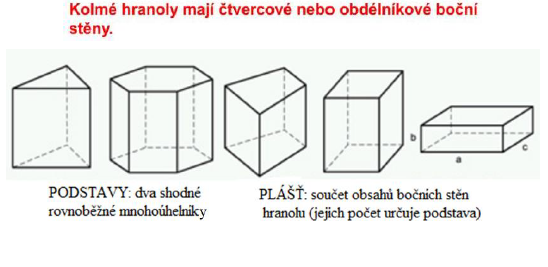 Kolmé hranoly mají čtvercové nebo obdélníkové boční
stěny.
b
a
c
PODSTAVY: dva shodné
rovnoběžné mnohoúhelniky
PLÁŠŤ: součet obsahů bočních stěn
hranolu (jejich počet určuje podstava)